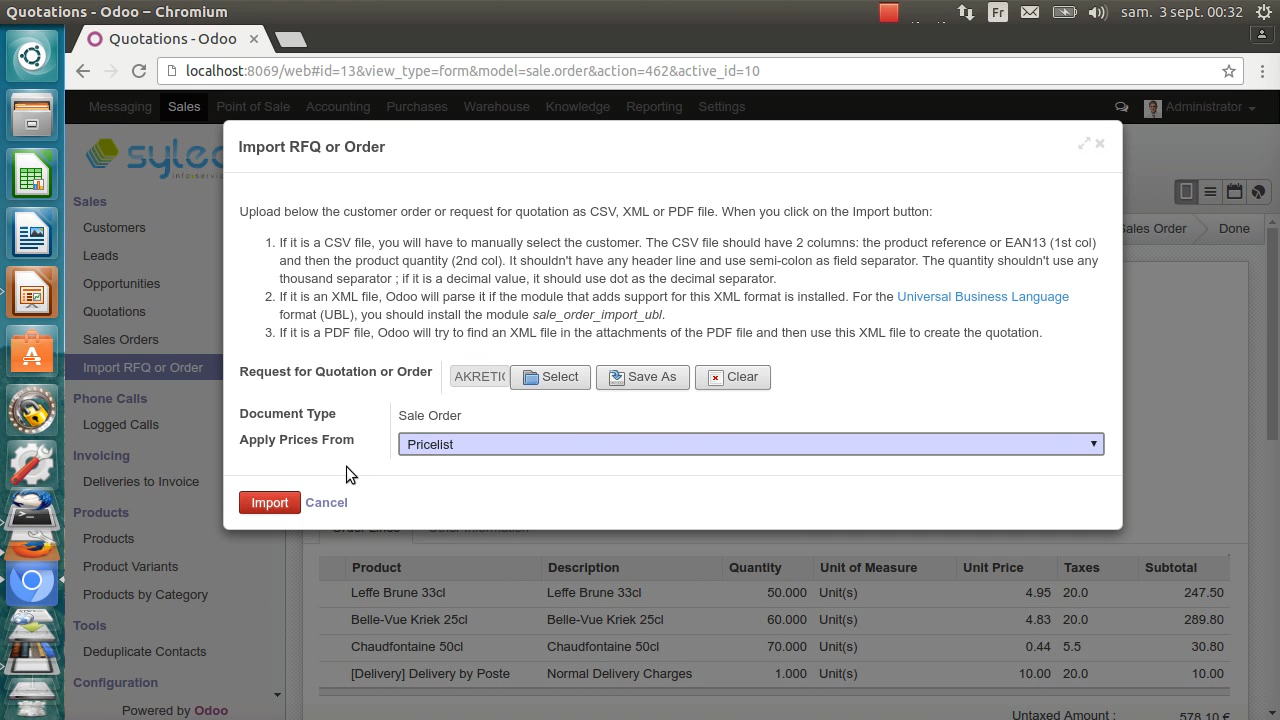 Quotations - Odoo – Chromium
Fr
sam. 3 sept. 00:32
Quotations - Odoo
localhost:8069/web#id=13&view_type=form&model=sale.order&action=462&active_id=10
Messaging Sales Point of Sale Accounting Purchases Warehouse Knowledge Reporting Settings Administrator
Import RFQ or Order
Sales
Customers
Leads
Opportunities
Quotations
Sales Orders
Import RFQ or Order
Phone Calls
Logged Calls
Invoicing
Deliveries to Invoice
Products
Products
Product Variants
Products by Category
Tools
Deduplicate Contacts
Configuration
Powered by Odoo
Sales Order Done
Upload below the customer order or request for quotation as CSV, XML or PDF file. When you click on the Import button:
1. If it is a CSV file, you will have to manually select the customer. The CSV file should have 2 columns: the product reference or EAN13 (1st col)
and then the product quantity (2nd col). It shouldn't have any header line and use semi-colon as field separator. The quantity shouldn't use any
thousand separator ; if it is a decimal value, it should use dot as the decimal separator.
2. If it is an XML file, Odoo will parse it if the module that adds support for this XML format is installed. For the Universal Business Language
format (UBL), you should install the module sale_order_import_ubl.
3. If it is a PDF file, Odoo will try to find an XML file in the attachments of the PDF file and then use this XML file to create the quotation.
Request for Quotation or Order AKRETI Select Save As Clear
Document Type Sale Order
Apply Prices From Pricelist
Import Cancel
Product Description Quantity Unit of Measure Unit Price Taxes Subtotal
Leffe Brune 33cl Leffe Brune 33cl 50.000 Unit(s) 4.95 20.0 247.50
Belle-Vue Kriek 25cl Belle-Vue Kriek 25cl 60.000 Unit(s) 4.83 20.0 289.80
Chaudfontaine 50cl Chaudfontaine 50cl 70.000 Unit(s) 0.44 5.5 30.80
[Delivery] Delivery by Poste Normal Delivery Charges 1.000 Unit(s) 10.00 20.0 10.00
Untaxed Amount : 578.10 €